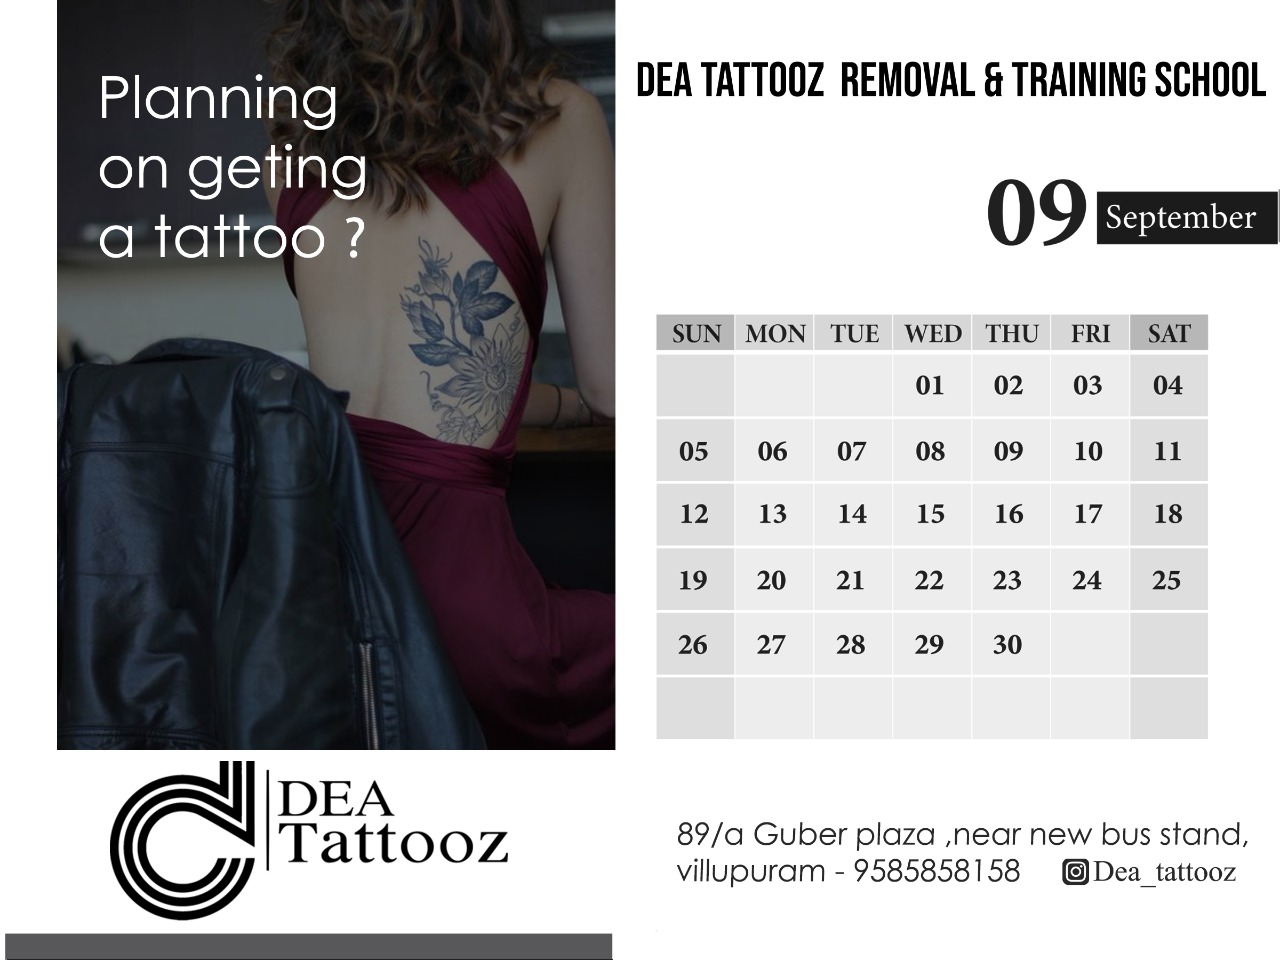 Planning
on geting
a tattoo ?
DEA TATTOOZ REMOVAL & TRAINING SCHOOL
09 September
SUN MON TUE WED THU FRI SAT
01 02 03 04
05 06 07 08 09 10 11
12 13 14 15 16 17 18
19 20 21 22 23 24 25
26 27 28 29 30
DEA
Tattooz
89/a Guber plaza ,near new bus stand,
villupuram - 9585858158 Dea_tattooz